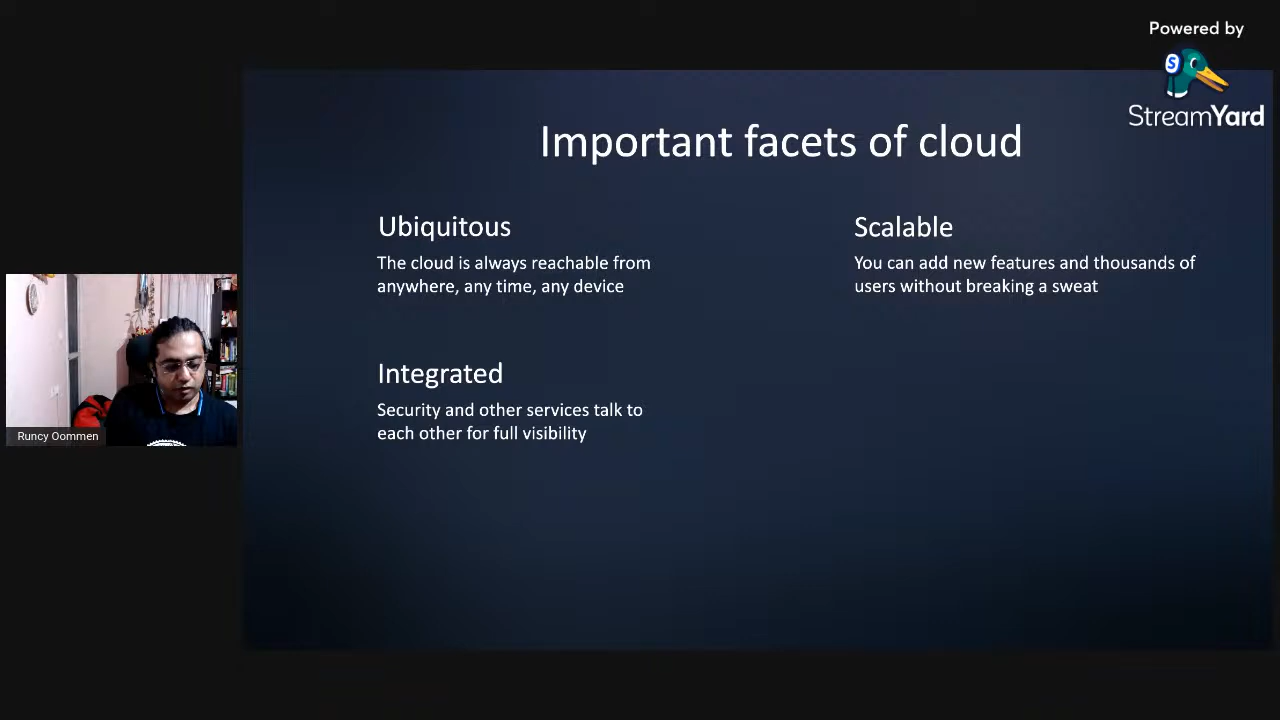 Powered by
StreamYard
Important facets of cloud
Ubiquitous
The cloud is always reachable from
anywhere, any time, any device
Scalable
You can add new features and thousands of
users without breaking a sweat
Integrated
Security and other services talk to
each other for full visibility
Runcy Oommen